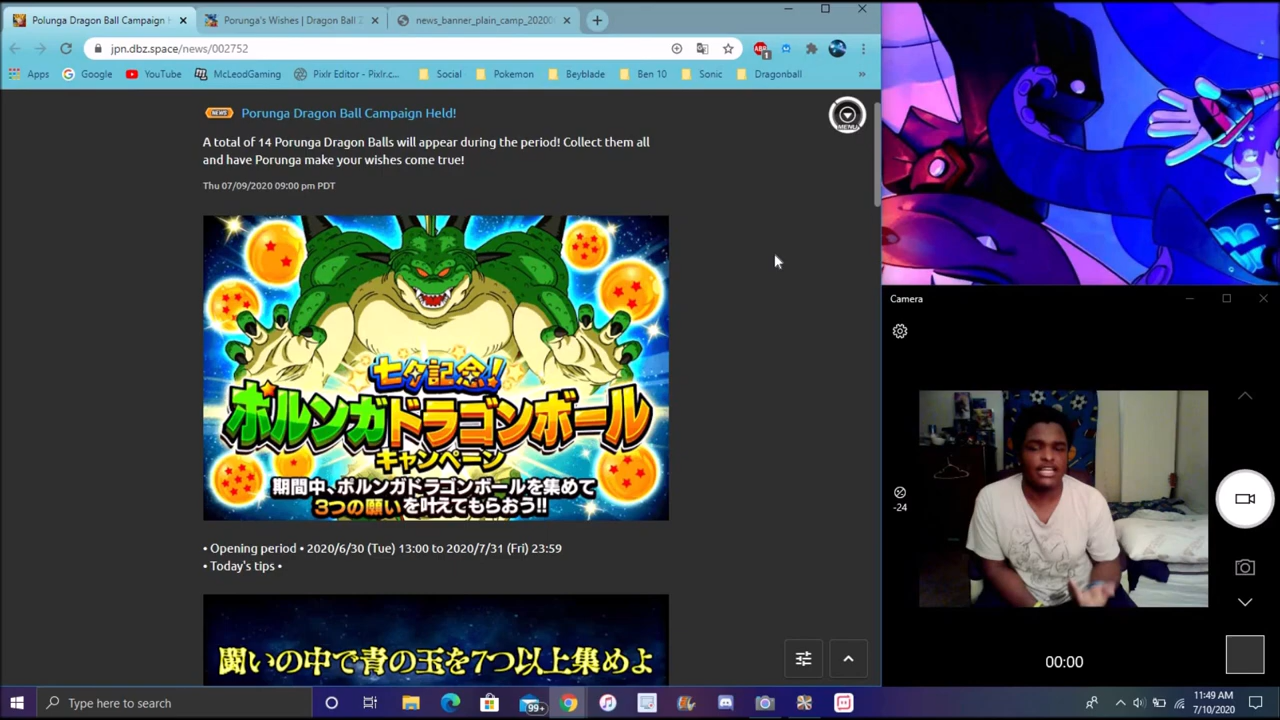 Polunga Dragon Ball Campaign H
Porunga's Wishes | Dragon Ball Z
news_banner_plain_camp_20200
jpn.dbz.space/news/002752
ABP
1
Apps
Google
YouTube
McLeodGaming
Pixlr Editor - Pixlr.c...
Social
Pokemon
Beyblade
Ben 10
Sonic
Dragonball
»
NEWS
Porunga Dragon Ball Campaign Held!
MENU
A total of 14 Porunga Dragon Balls will appear during the period! Collect them all
and have Porunga make your wishes come true!
Thu 07/09/2020 09:00 pm PDT
七夕記念!
ポルンガドラゴンボール
キャンペーン
期間中、ポルンガドラゴンボールを集めて
3つの願いを叶えてもらおう!!
• Opening period • 2020/6/30 (Tue) 13:00 to 2020/7/31 (Fri) 23:59
• Today's tips •
闘いの中で青の玉を7つ以上集めよ
Camera
-24
00:00
Type here to search
99+
11:49 AM
7/10/2020